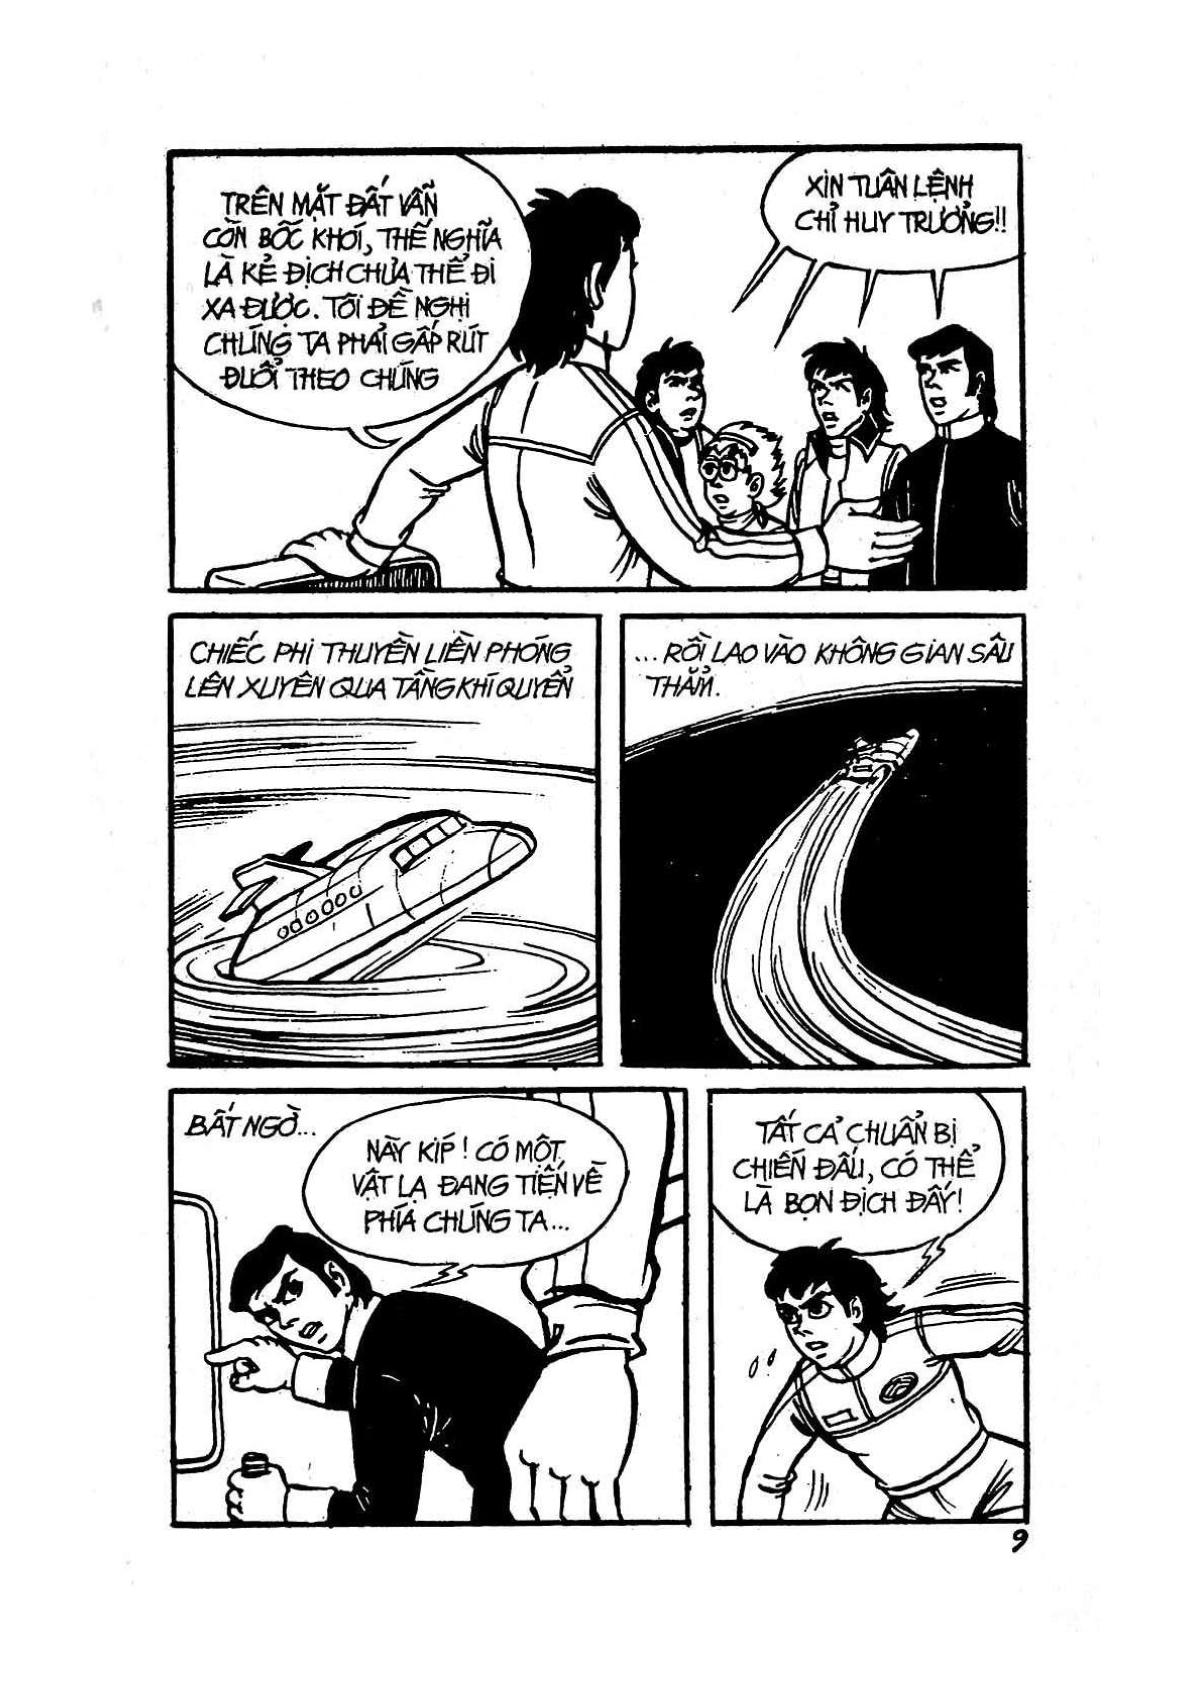 TRÊN MẶT ĐẤT VẪN
CÒN BỐC KHÓI, THẾ NGHĨA
LÀ KẺ ĐỊCH CHƯA THỂ ĐI
XA ĐƯỢC. TÔI ĐỀ NGHỊ
CHÚNG TA PHẢI GẤP RÚT
ĐUỔI THEO CHÚNG
XIN TUÂN LỆNH
CHỈ HUY TRƯỞNG!!
CHIẾC PHI THUYỀN LIỀN PHÓNG
LÊN XUYÊN QUA TẦNG KHÍ QUYỂN
... RỒI LAO VÀO KHÔNG GIAN SÂU
THẲM.
BẤT NGỜ...
NÀY KÍP! CÓ MỘT
VẬT LẠ ĐANG TIẾN VỀ
PHÍA CHÚNG TA...
TẤT CẢ CHUẨN BỊ
CHIẾN ĐẤU, CÓ THỂ
LÀ BỌN ĐỊCH ĐẤY!
9